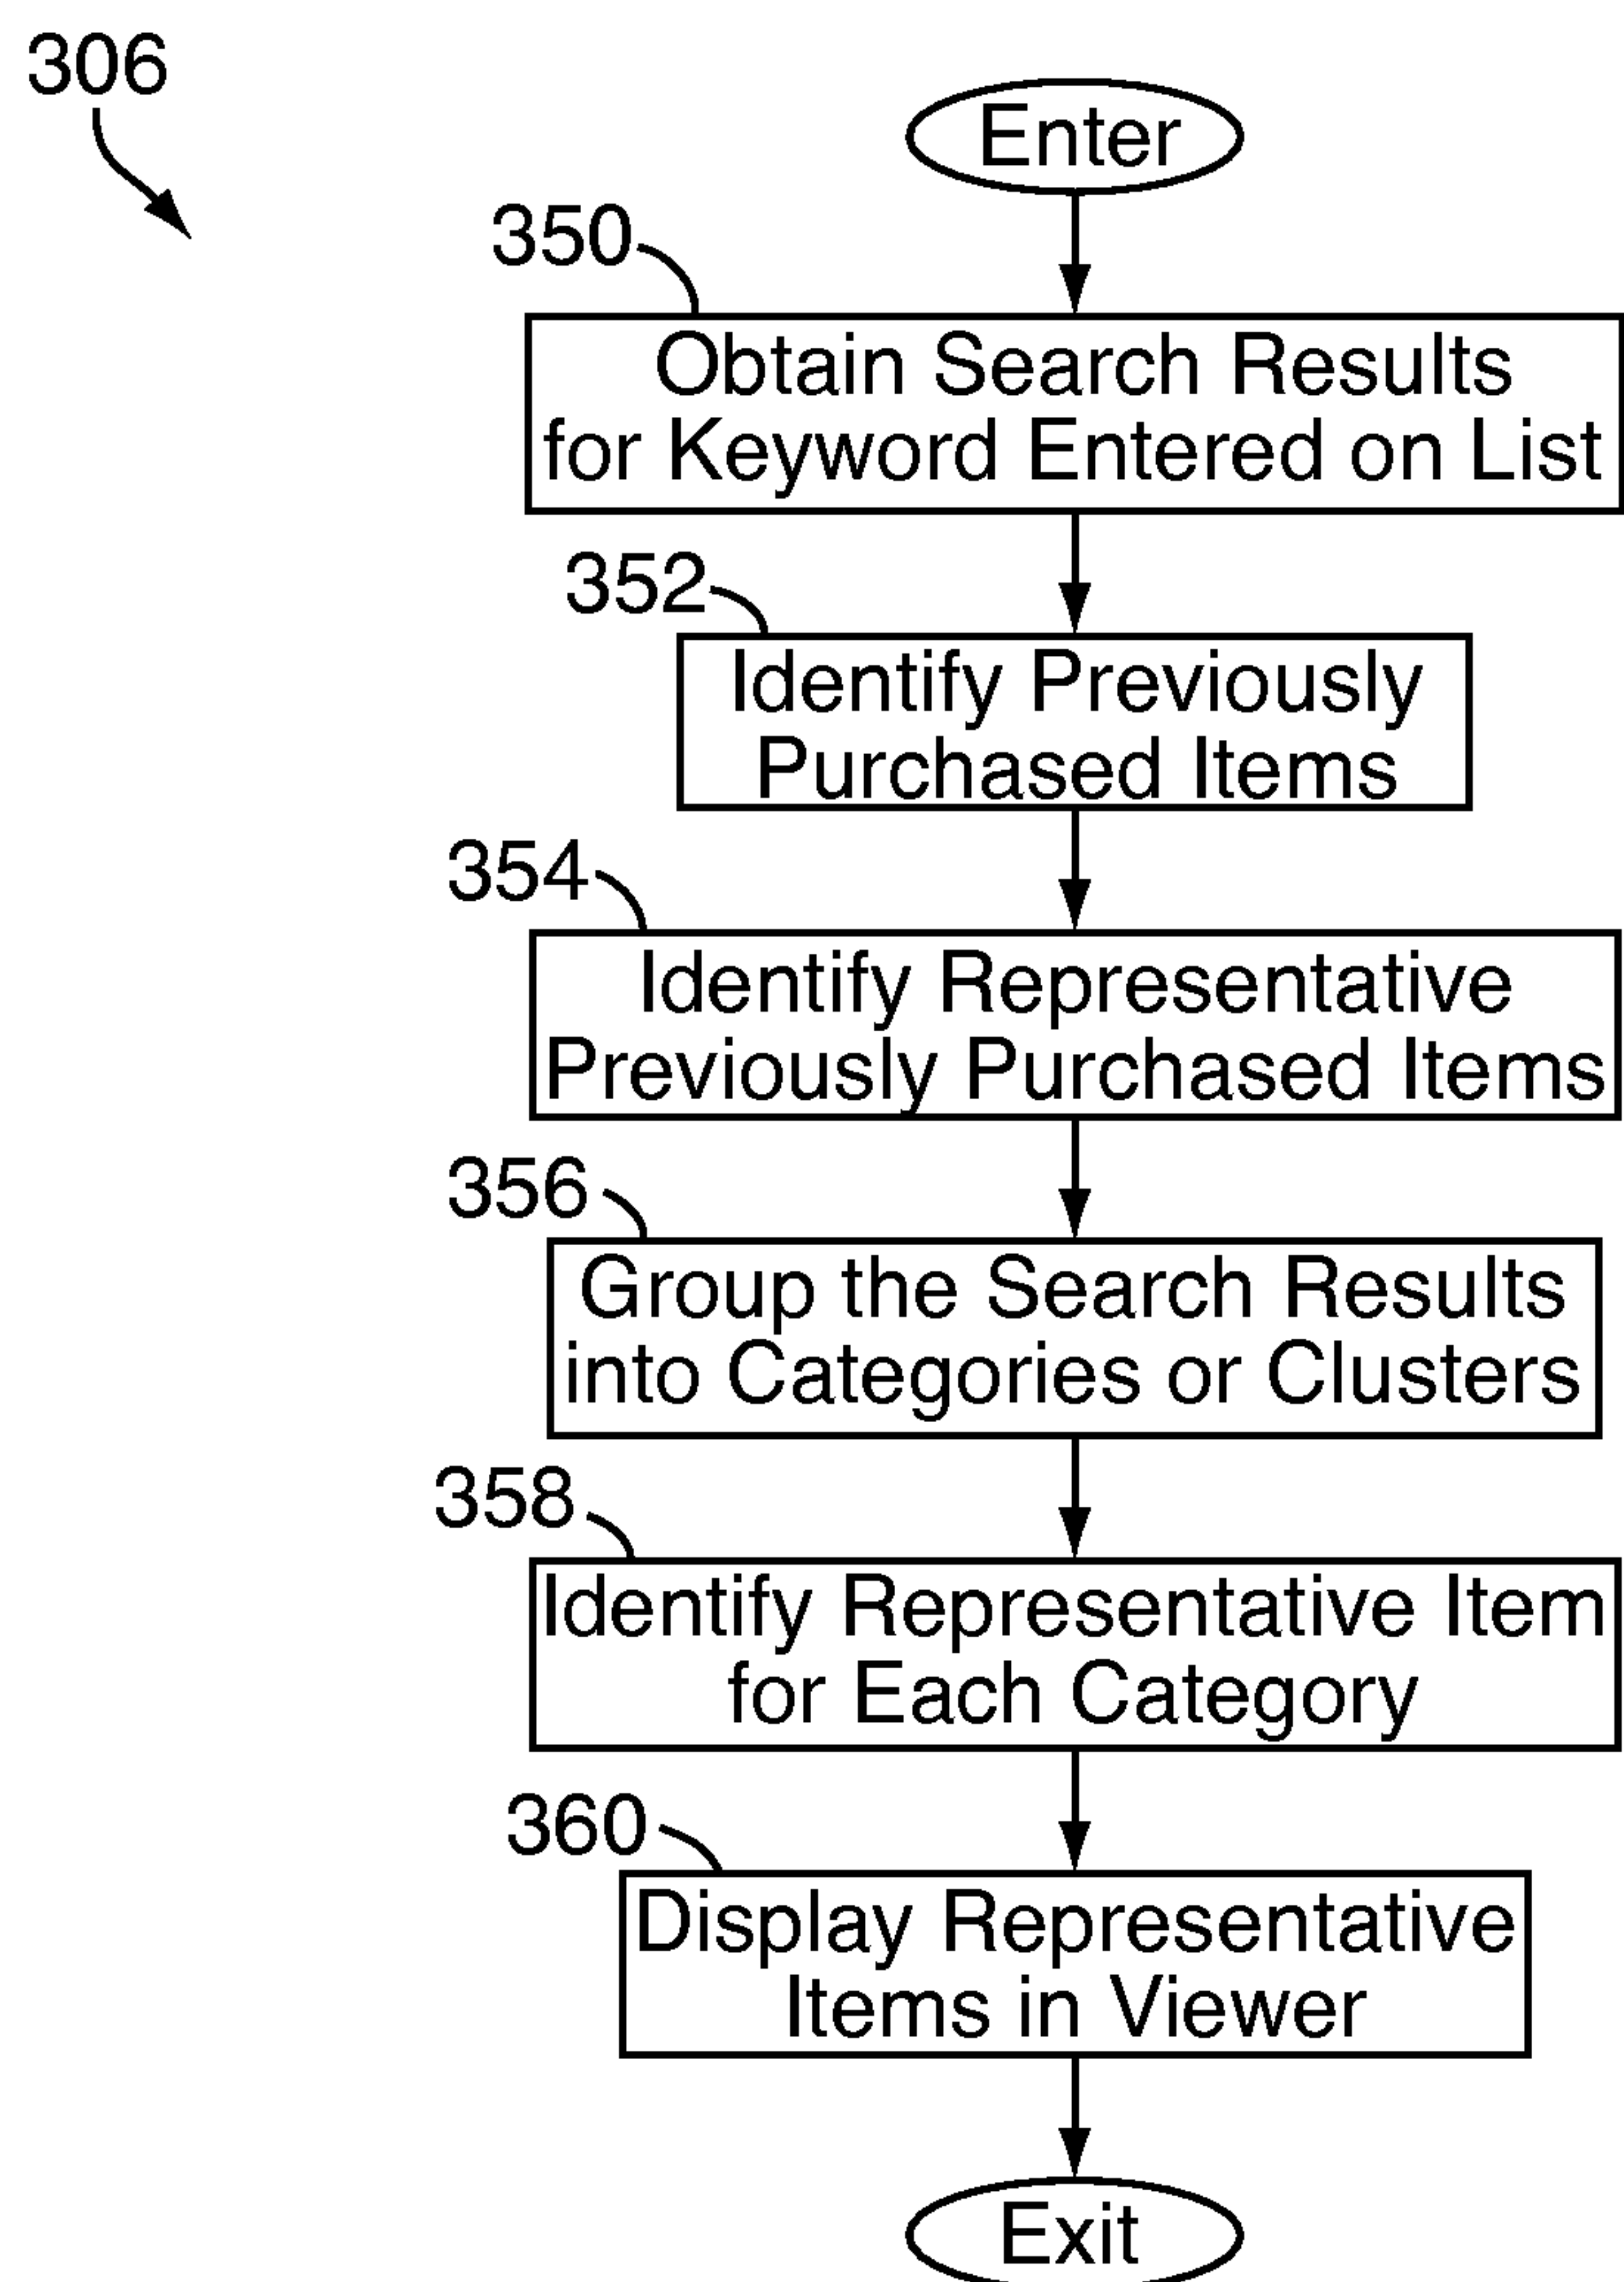 306
Enter
350
Obtain Search Results
for Keyword Entered on List
352
Identify Previously
Purchased Items
354
Identify Representative
Previously Purchased Items
356
Group the Search Results
into Categories or Clusters
358
Identify Representative Item
for Each Category
360
Display Representative
Items in Viewer
Exit